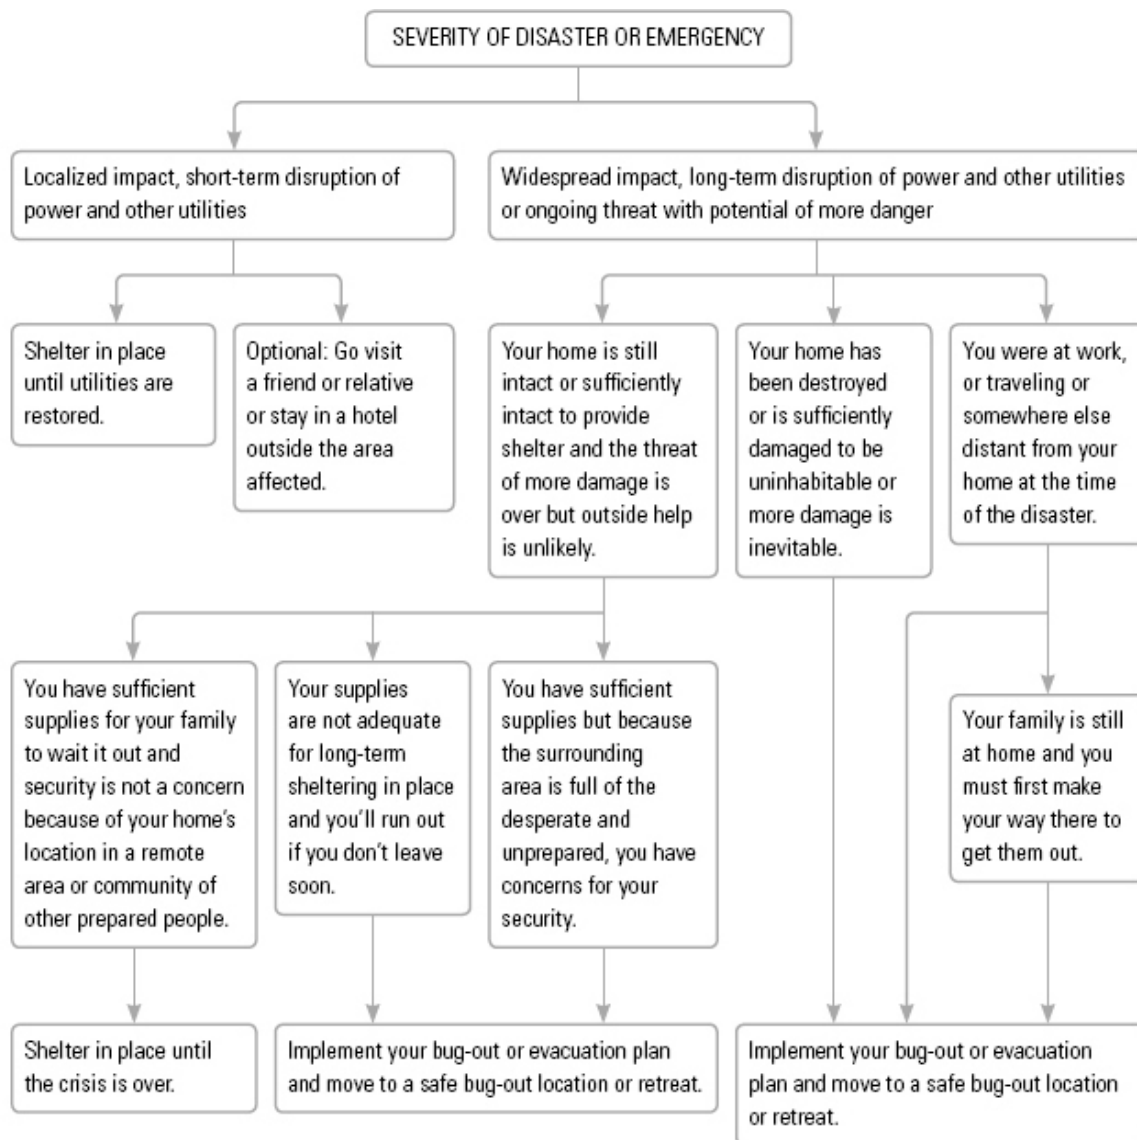 SEVERITY OF DISASTER OR EMERGENCY
Localized impact, short-term disruption of
power and other utilities
Widespread impact, long-term disruption of power and other utilities
or ongoing threat with potential of more danger
Shelter in place
until utilities are
restored.
Optional: Go visit
a friend or relative
or stay in a hotel
outside the area
affected.
Your home is still
intact or sufficiently
intact to provide
shelter and the threat
of more damage is
over but outside help
is unlikely.
Your home has
been destroyed
or is sufficiently
damaged to be
uninhabitable or
more damage is
inevitable.
You were at work,
or traveling or
somewhere else
distant from your
home at the time
of the disaster.
You have sufficient
supplies for your family
to wait it out and
security is not a concern
because of your home's
location in a remote
area or community of
other prepared people.
Your supplies
are not adequate
for long-term
sheltering in place
and you'll run out
if you don't leave
soon.
You have sufficient
supplies but because
the surrounding
area is full of the
desperate and
unprepared, you have
concerns for your
security.
Your family is still
at home and you
must first make
your way there to
get them out.
Shelter in place until
the crisis is over.
Implement your bug-out or evacuation plan
and move to a safe bug-out location or retreat.
Implement your bug-out or evacuation
plan and move to a safe bug-out location
or retreat.